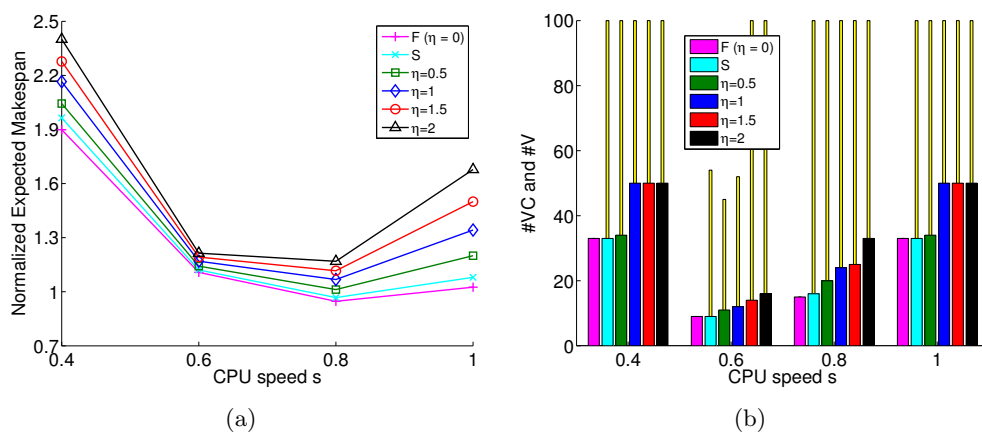 2.5
2.2
1.9
1.6
1.3
1
0.7
0.4
0.6
0.8
1
Normalized Expected Makespan
CPU speed s
F (η = 0)
S
η=0.5
η=1
η=1.5
η=2
(a)
100
80
60
40
20
0
0.4
0.6
0.8
1
#VC and #V
CPU speed s
F (η = 0)
S
η=0.5
η=1
η=1.5
η=2
(b)